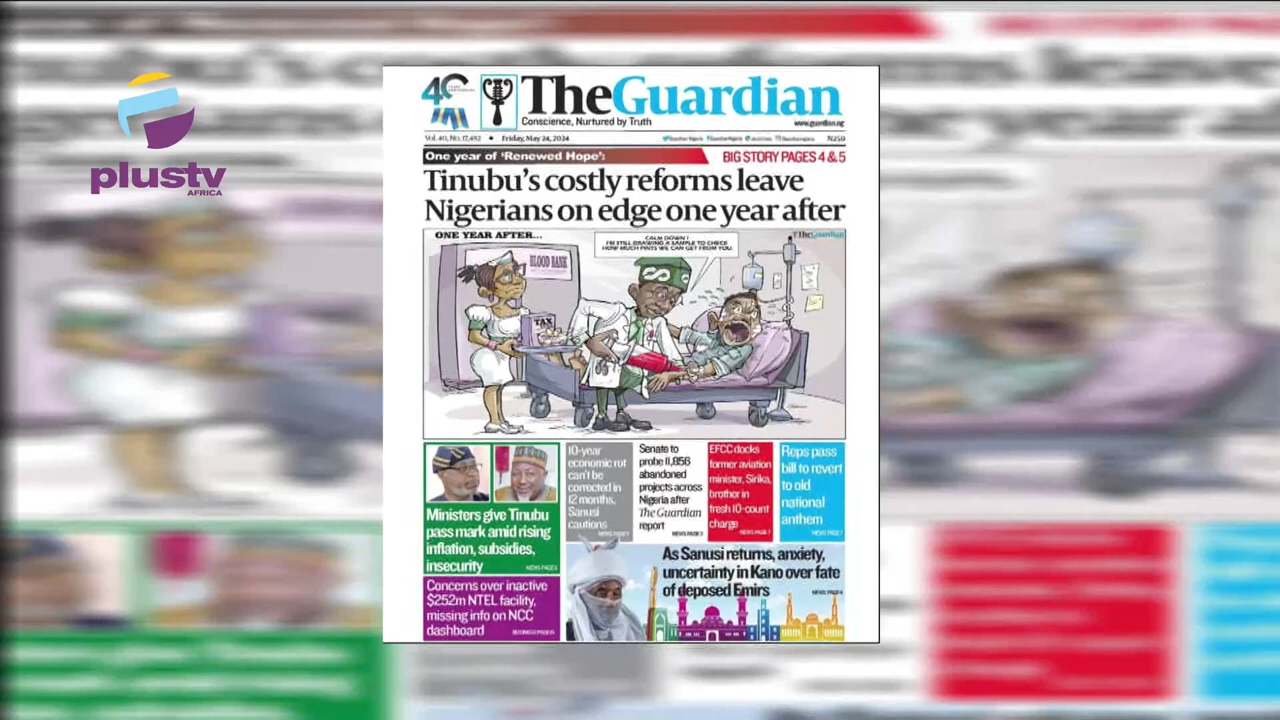 plustv
AFRICA
40
TheGuardian
Conscience, Nurtured by Truth
www.guardian.ng
Vol. 40, No. 17,492
Friday, May 24, 2024
N250
One year of ‘Renewed Hope’:
BIG STORY PAGES 4 & 5
Tinubu’s costly reforms leave
Nigerians on edge one year after
ONE YEAR AFTER...
CALM DOWN!
I'M STILL DRAWING A SAMPLE TO CHECK
HOW MUCH PINTS WE CAN GET FROM YOU.
TheGuardian
BLOOD BANK
TAX
Ministers give Tinubu
pass mark amid rising
inflation, subsidies,
insecurity
Concerns over inactive
$252m NTEL facility,
missing info on NCC
dashboard
10-year
economic rot
can't be
corrected in
12 months,
Sanusi
cautions
Senate to
probe 11,856
abandoned
projects across
Nigeria after
The Guardian
report
EFCC docks
former aviation
minister, Sirika,
brother in
fresh 10-count
charge
Reps pass
bill to revert
to old
national
anthem
As Sanusi returns, anxiety,
uncertainty in Kano over fate
of deposed Emirs